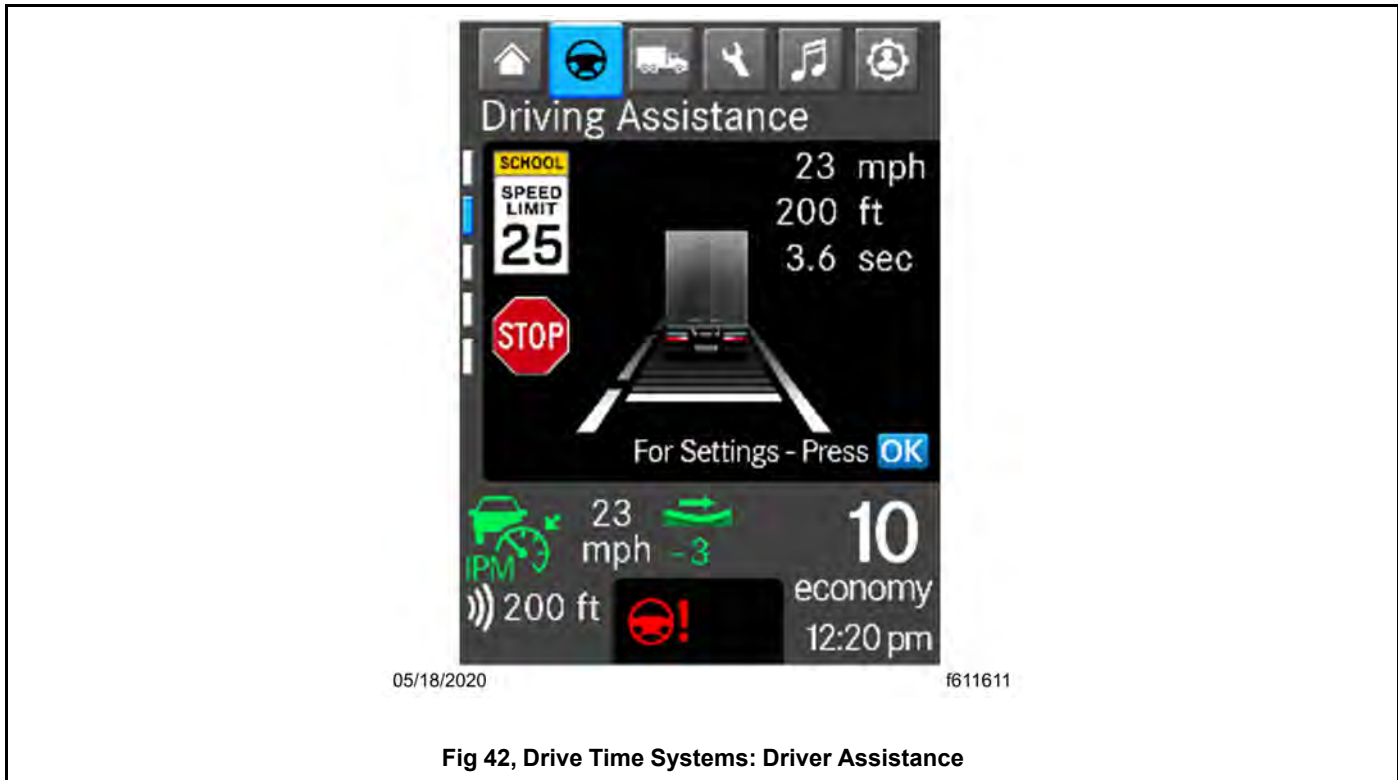 Driving Assistance
SCHOOL
SPEED
LIMIT
25
STOP
23 mph
200 ft
3.6 sec
For Settings - Press OK
IPM
23
mph
-3
10
economy
200 ft
!
12:20 pm
05/18/2020
f611611
Fig 42, Drive Time Systems: Driver Assistance